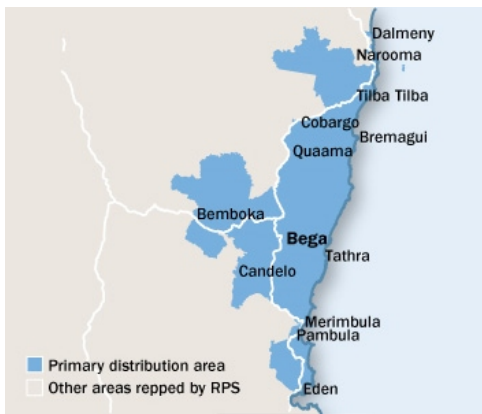 Dalmeny
Narooma
Tilba Tilba
Cobargo
Bremagui
Quaama
Bemboka
Bega
Tathra
Candelo
Merimbula
Pambula
Primary distribution area
Other areas repped by RPS
Eden